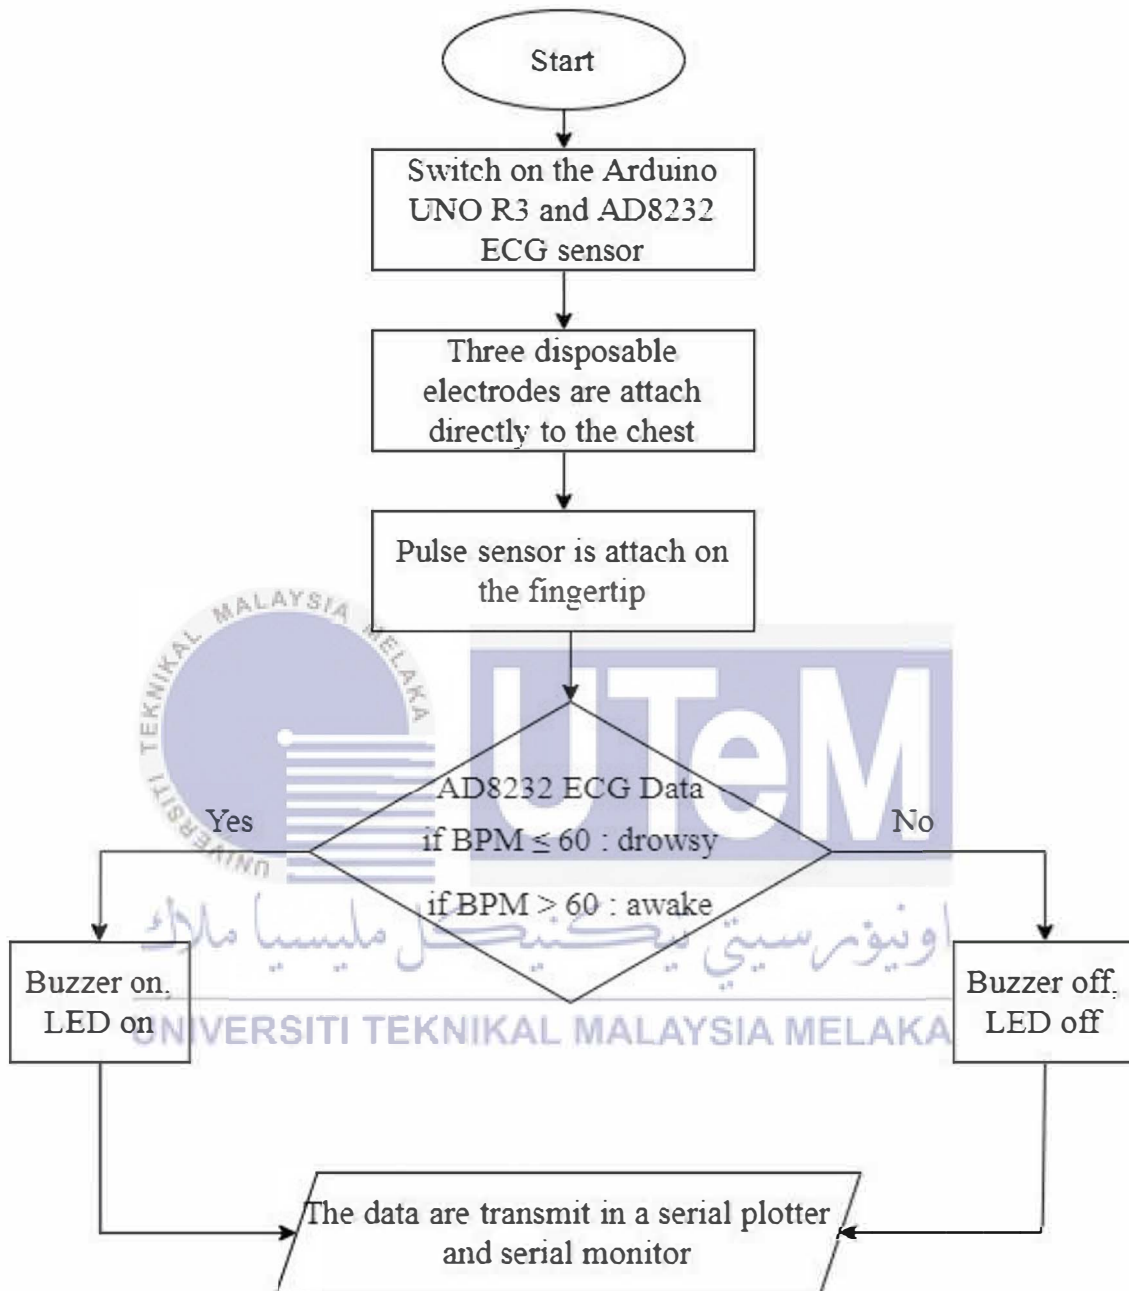 Start
Switch on the Arduino
UNO R3 and AD8232
ECG sensor
Three disposable
electrodes are attach
directly to the chest
Pulse sensor is attach on
the fingertip
UNIVERSITI TEKNIKAL MALAYSIA MELAKA
UTeM
AD8232 ECG Data
Yes
if BPM ≤ 60 : drowsy
No
if BPM > 60 : awake
اونيۏرسيتي تيكنيكل مليسيا ملاك
Buzzer on,
LED on
Buzzer off,
LED off
UNIVERSITI TEKNIKAL MALAYSIA MELAKA
The data are transmit in a serial plotter
and serial monitor